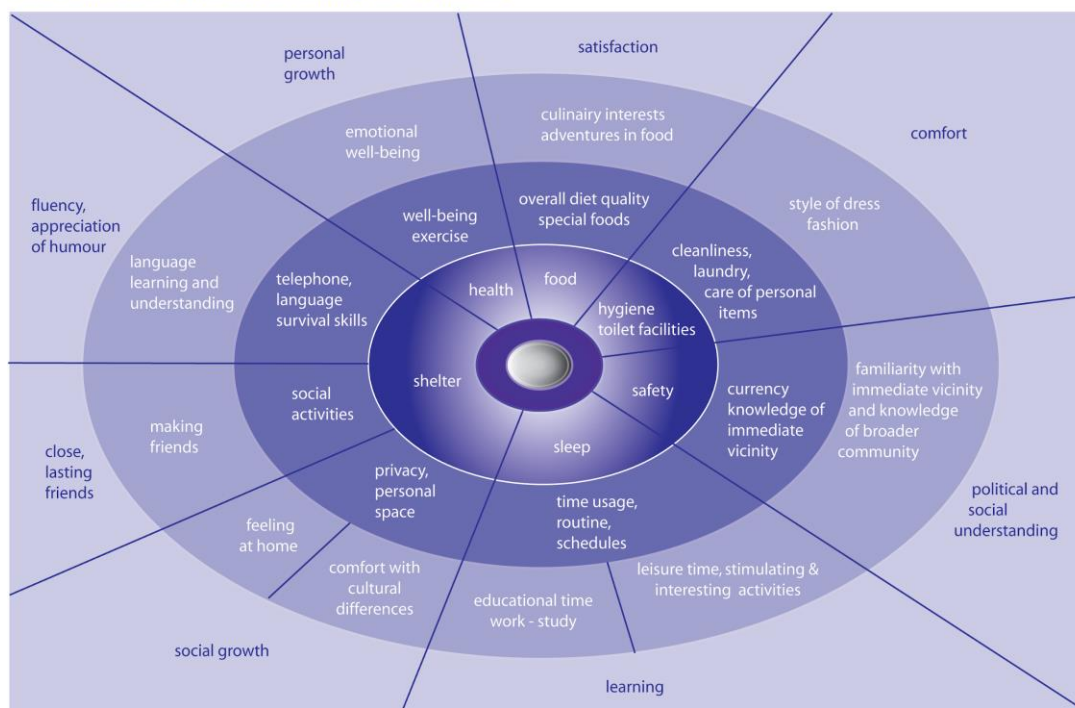 personal
growth
satisfaction
comfort
emotional
well-being
culinairy interests
adventures in food
fluency,
appreciation
of humour
language
learning and
understanding
well-being
exercise
overall diet quality
special foods
style of dress
fashion
telephone,
language
survival skills
cleanliness,
laundry,
care of personal
items
health
food
hygiene
toilet facilities
shelter
safety
sleep
social
activities
currency
knowledge of
immediate
vicinity
familiarity with
immediate vicinity
and knowledge
of broader
community
making
friends
close,
lasting
friends
privacy,
personal
space
time usage,
routine,
schedules
political and
social
understanding
feeling
at home
comfort with
cultural
differences
educational time
work - study
leisure time, stimulating &
interesting activities
social growth
learning